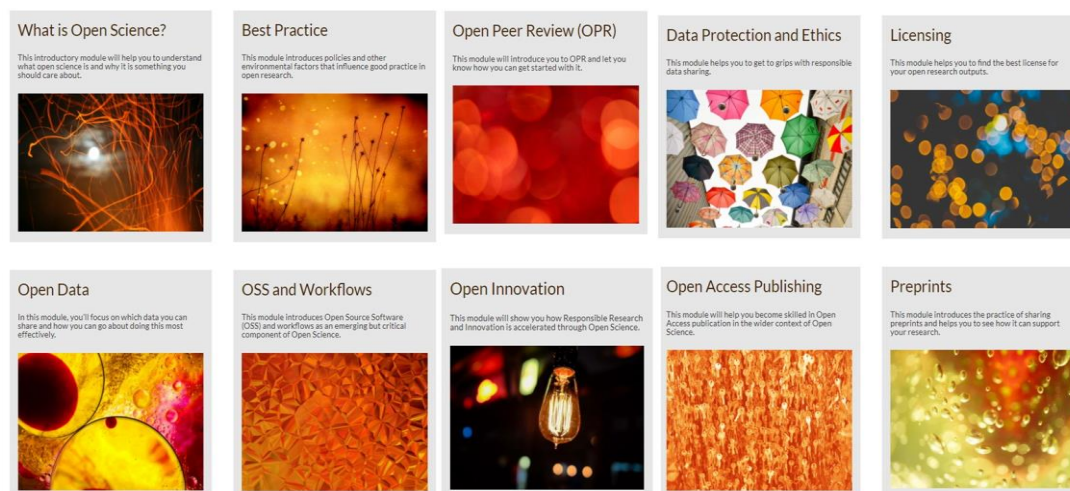 What is Open Science?
This introductory module will help you to understand
what open science is and why it is something you
should care about.
Best Practice
This module introduces policies and other
environmental factors that influence good practice in
open research.
Open Peer Review (OPR)
This module will introduce you to OPR and let you
know how you can get started with it.
Data Protection and Ethics
This module helps you to get to grips with responsible
data sharing.
Licensing
This module helps you to find the best license for
your open research outputs.
Open Data
In this module, you'll focus on which data you can
share and how you can go about doing this most
effectively.
OSS and Workflows
This module introduces Open Source Software
(OSS) and workflows as an emerging but critical
component of Open Science.
Open Innovation
This module will show you how Responsible Research
and Innovation is accelerated through Open Science.
Open Access Publishing
This module will help you become skilled in Open
Access publication in the wider context of Open
Science.
Preprints
This module introduces the practice of sharing
preprints and helps you to see how it can support
your research.